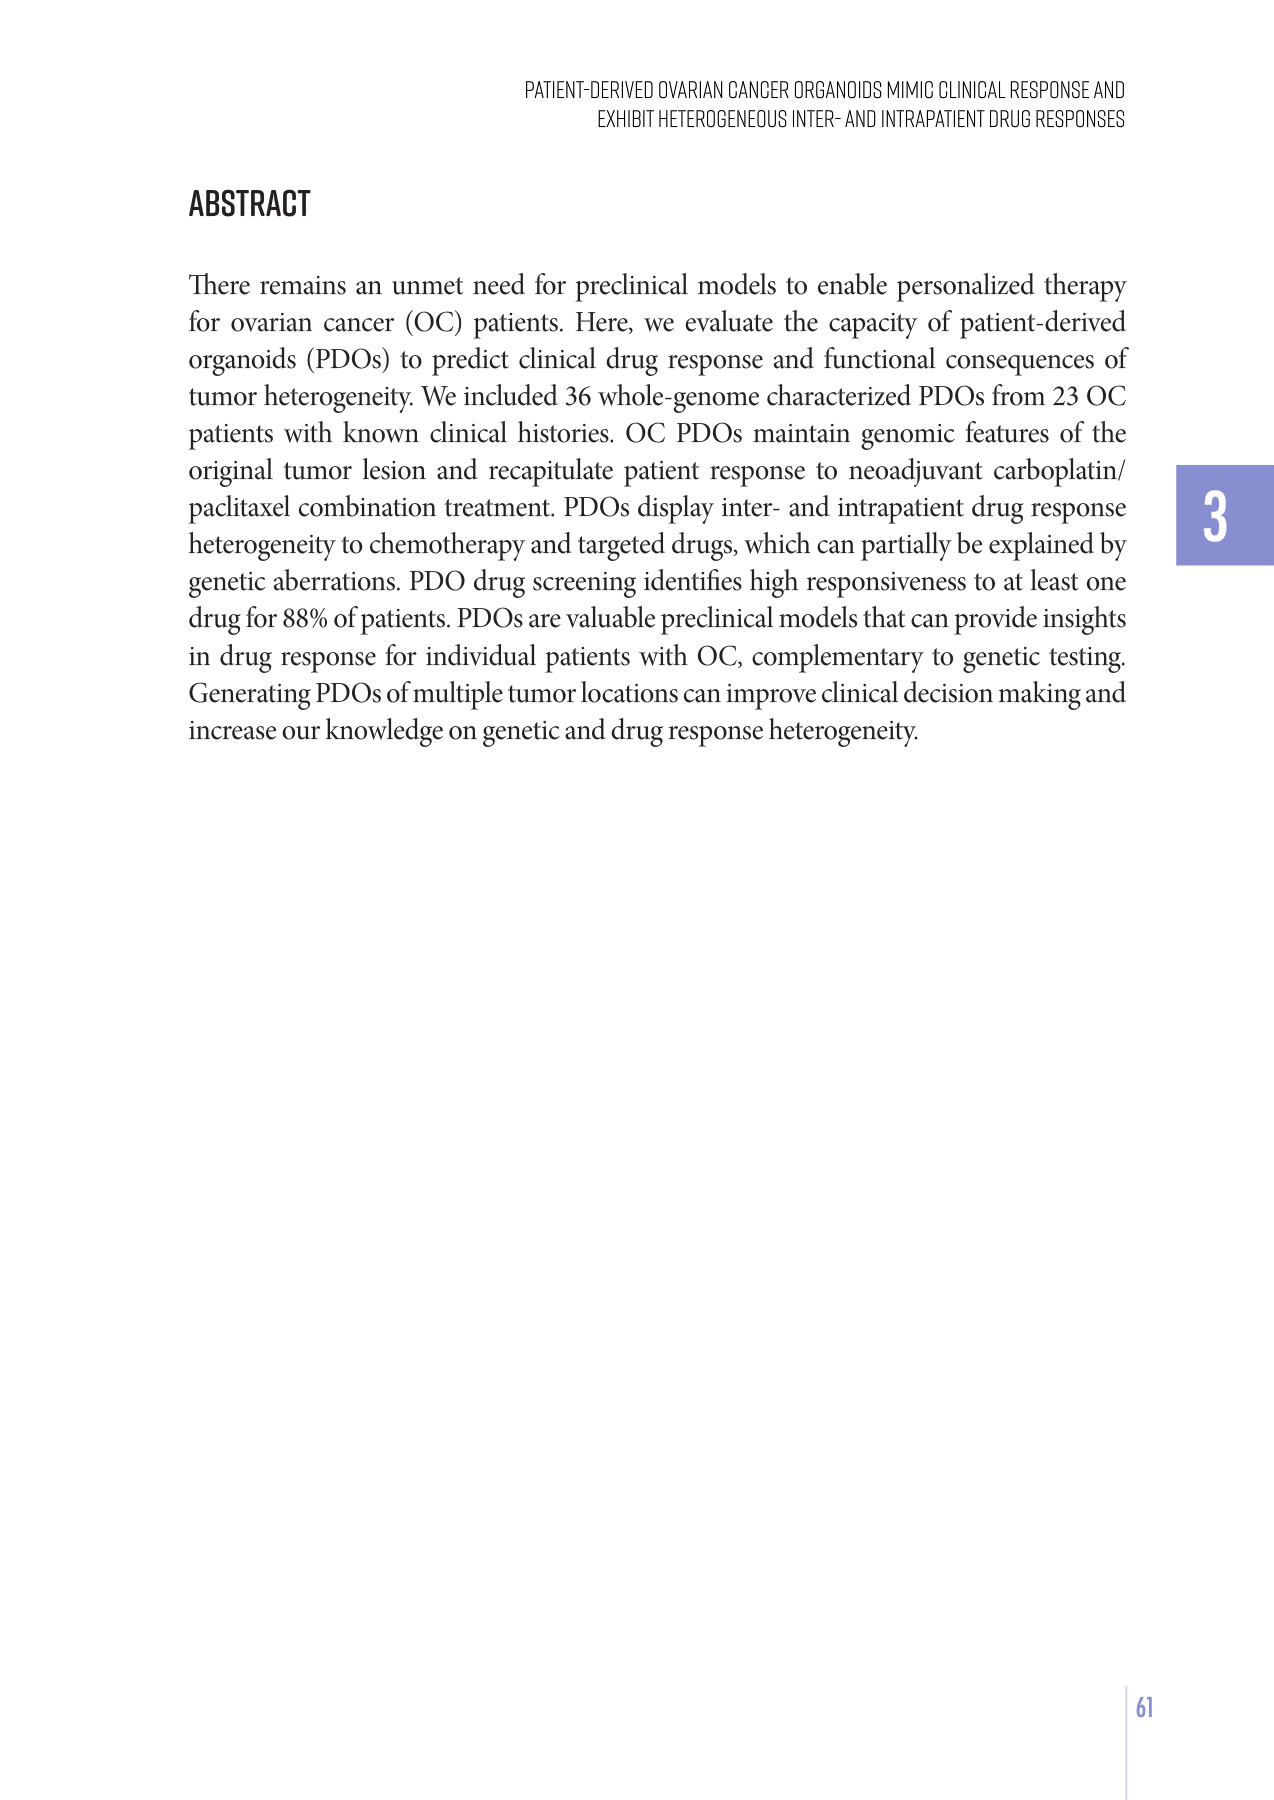 PATIENT-DERIVED OVARIAN CANCER ORGANOIDS MIMIC CLINICAL RESPONSE AND
EXHIBIT HETEROGENEOUS INTER- AND INTRAPATIENT DRUG RESPONSES
ABSTRACT
There remains an unmet need for preclinical models to enable personalized therapy
for ovarian cancer (OC) patients. Here, we evaluate the capacity of patient-derived
organoids (PDOs) to predict clinical drug response and functional consequences of
tumor heterogeneity. We included 36 whole-genome characterized PDOs from 23 OC
patients with known clinical histories. OC PDOs maintain genomic features of the
original tumor lesion and recapitulate patient response to neoadjuvant carboplatin/
paclitaxel combination treatment. PDOs display inter- and intrapatient drug response
heterogeneity to chemotherapy and targeted drugs, which can partially be explained by
genetic aberrations. PDO drug screening identifies high responsiveness to at least one
drug for 88% of patients. PDOs are valuable preclinical models that can provide insights
in drug response for individual patients with OC, complementary to genetic testing.
Generating PDOs of multiple tumor locations can improve clinical decision making and
increase our knowledge on genetic and drug response heterogeneity.
3
61